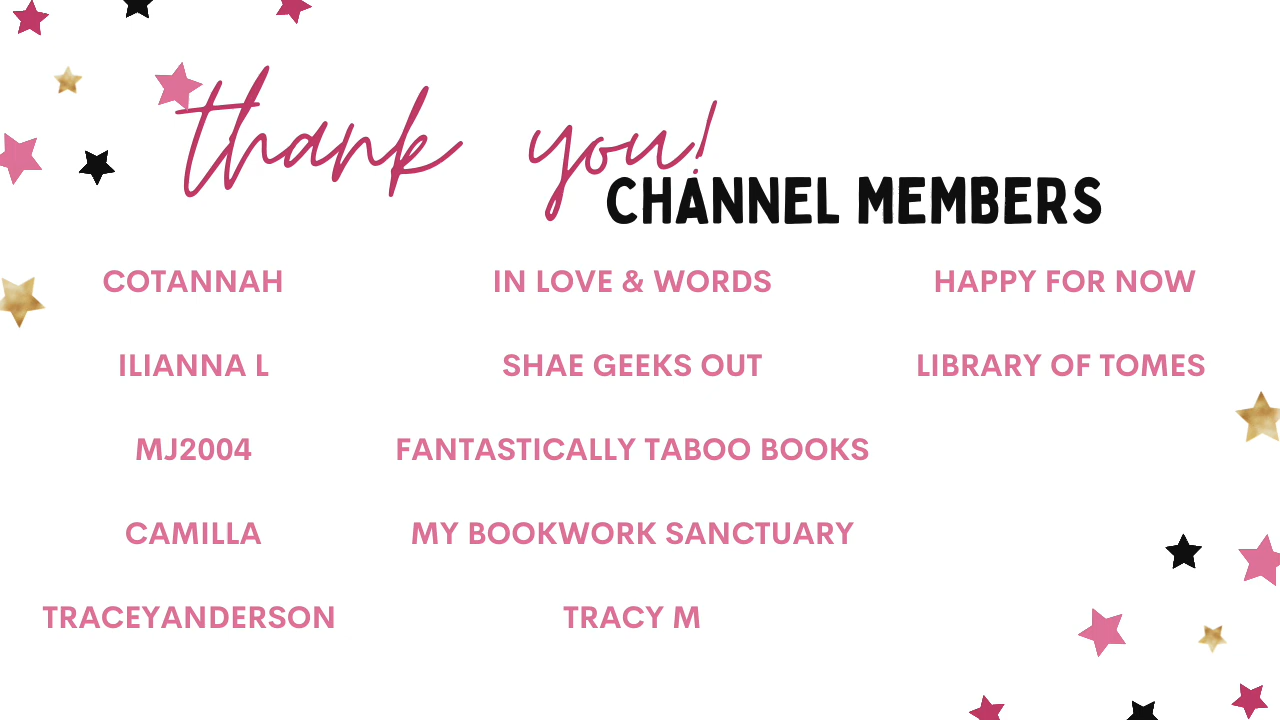 thank you!
CHANNEL MEMBERS
COTANNAH
IN LOVE & WORDS
HAPPY FOR NOW
ILIANNA L
SHAE GEEKS OUT
LIBRARY OF TOMES
MJ2004
FANTASTICALLY TABOO BOOKS
CAMILLA
MY BOOKWORK SANCTUARY
TRACEYANDERSON
TRACY M